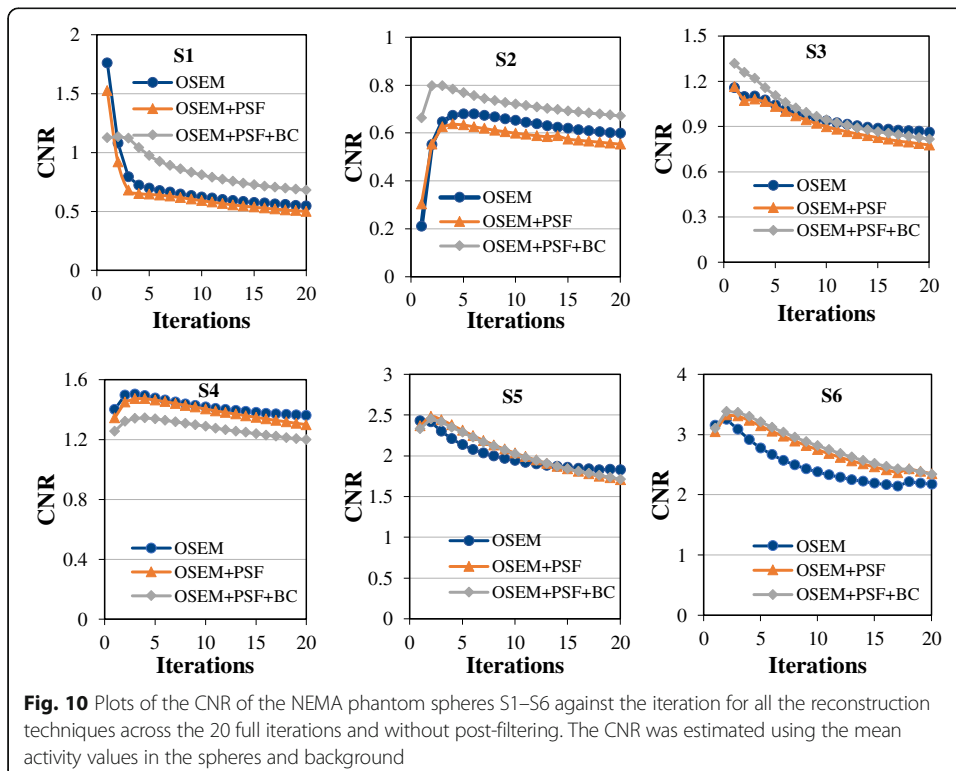 S1
CNR
2
1.5
1
0.5
0
0 5 10 15 20
Iterations
OSEM
OSEM+PSF
OSEM+PSF+BC
S2
CNR
1
0.8
0.6
0.4
0.2
0
0 5 10 15 20
Iterations
OSEM
OSEM+PSF
OSEM+PSF+BC
S3
CNR
1.5
1.2
0.9
0.6
0.3
0
0 5 10 15 20
Iterations
OSEM
OSEM+PSF
OSEM+PSF+BC
S4
CNR
1.6
1.2
0.8
0.4
0
0 5 10 15 20
Iterations
OSEM
OSEM+PSF
OSEM+PSF+BC
S5
CNR
3
2.5
2
1.5
1
0.5
0
0 5 10 15 20
Iterations
OSEM
OSEM+PSF
OSEM+PSF+BC
S6
CNR
4
3
2
1
0
0 5 10 15 20
Iterations
OSEM
OSEM+PSF
OSEM+PSF+BC
Fig. 10 Plots of the CNR of the NEMA phantom spheres S1–S6 against the iteration for all the reconstruction
techniques across the 20 full iterations and without post-filtering. The CNR was estimated using the mean
activity values in the spheres and background